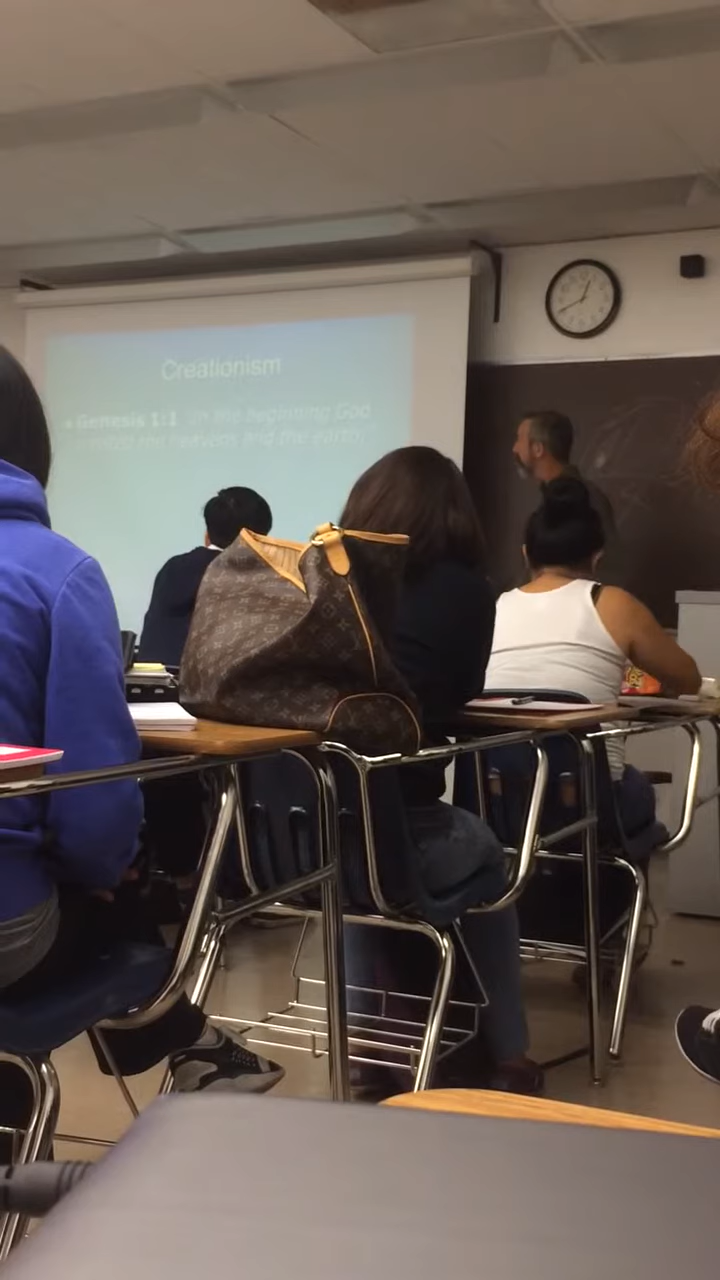 Creationism
• Genesis 1:1 In the beginning God
created the heavens and the earth.